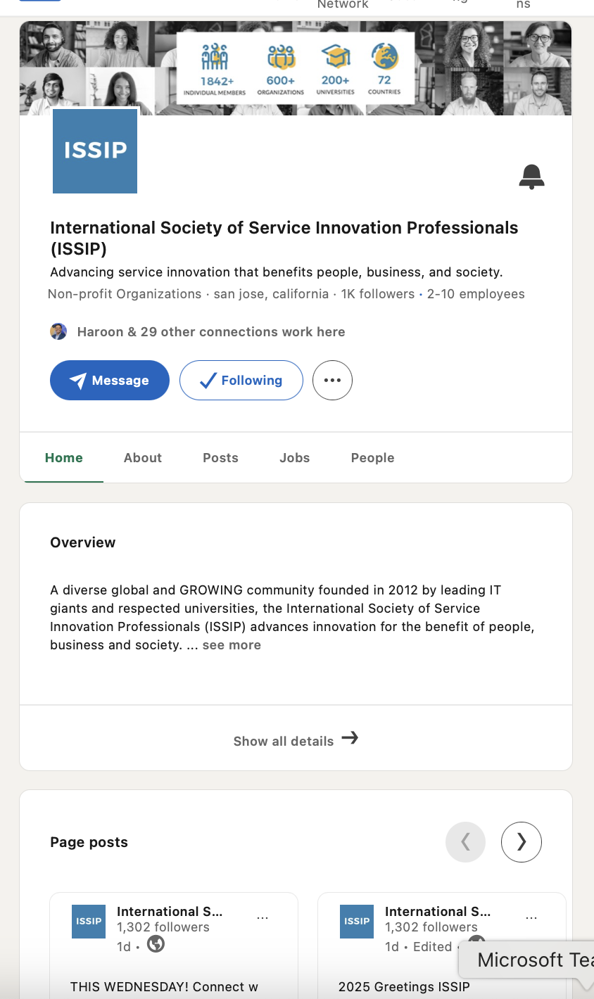 Network
ns
1842+
INDIVIDUAL MEMBERS
600+
ORGANIZATIONS
200+
UNIVERSITIES
72
COUNTRIES
ISSIP
International Society of Service Innovation Professionals
(ISSIP)
Advancing service innovation that benefits people, business, and society.
Non-profit Organizations · san jose, california · 1K followers · 2-10 employees
Haroon & 29 other connections work here
Message
Following
Home
About
Posts
Jobs
People
Overview
A diverse global and GROWING community founded in 2012 by leading IT
giants and respected universities, the International Society of Service
Innovation Professionals (ISSIP) advances innovation for the benefit of people,
business and society. ... see more
Show all details
Page posts
ISSIP
International S...
1,302 followers
1d •
THIS WEDNESDAY! Connect w
ISSIP
International S...
1,302 followers
1d • Edited •
2025 Greetings ISSIP
Microsoft Tea